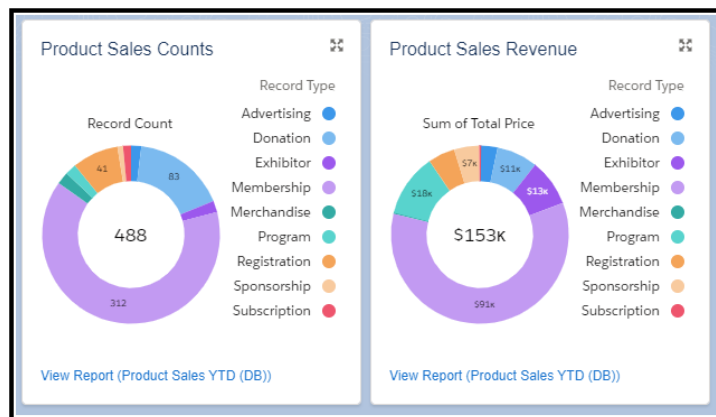 Product Sales Counts
Record Type
Record Count
Advertising
Donation
Exhibitor
Membership
Merchandise
Program
Registration
Sponsorship
Subscription
41
83
488
312
View Report (Product Sales YTD (DB))
Product Sales Revenue
Record Type
Sum of Total Price
Advertising
Donation
Exhibitor
Membership
Merchandise
Program
Registration
Sponsorship
Subscription
$7K
$11K
$13K
$18K
$153K
$91K
View Report (Product Sales YTD (DB))